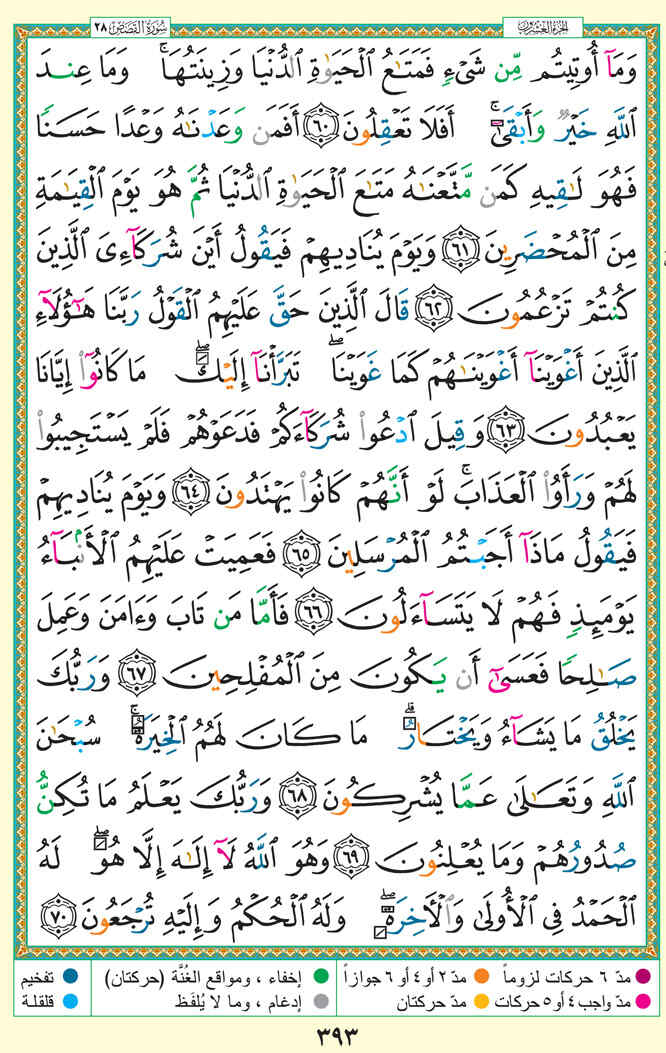 الجزء العشرون
سورة القصص ٢٨
وَمَآ أُوتِيتُم مِّن شَىْءٍ فَمَتَـٰعُ ٱلْحَيَوٰةِ ٱلدُّنْيَا وَزِينَتُهَا ۚ وَمَا عِندَ
ٱللَّهِ خَيْرٌ وَأَبْقَىٰٓ ۚ أَفَلَا تَعْقِلُونَ ٦٠ أَفَمَن وَعَدْنَـٰهُ وَعْدًا حَسَنًا
فَهُوَ لَـٰقِيهِ كَمَن مَّتَّعْنَـٰهُ مَتَـٰعَ ٱلْحَيَوٰةِ ٱلدُّنْيَا ثُمَّ هُوَ يَوْمَ ٱلْقِيَـٰمَةِ
مِنَ ٱلْمُحْضَرِينَ ٦١ وَيَوْمَ يُنَادِيهِمْ فَيَقُولُ أَيْنَ شُرَكَآءِىَ ٱلَّذِينَ
كُنتُمْ تَزْعُمُونَ ٦٢ قَالَ ٱلَّذِينَ حَقَّ عَلَيْهِمُ ٱلْقَوْلُ رَبَّنَا هَـٰٓؤُلَآءِ
ٱلَّذِينَ أَغْوَيْنَآ أَغْوَيْنَـٰهُمْ كَمَا غَوَيْنَا ۖ تَبَرَّأْنَآ إِلَيْكَ ۖ مَا كَانُوٓا۟ إِيَّانَا
يَعْبُدُونَ ٦٣ وَقِيلَ ٱدْعُوا۟ شُرَكَآءَكُمْ فَدَعَوْهُمْ فَلَمْ يَسْتَجِيبُوا۟
لَهُمْ وَرَأَوُا۟ ٱلْعَذَابَ ۚ لَوْ أَنَّهُمْ كَانُوا۟ يَهْتَدُونَ ٦٤ وَيَوْمَ يُنَادِيهِمْ
فَيَقُولُ مَاذَآ أَجَبْتُمُ ٱلْمُرْسَلِينَ ٦٥ فَعَمِيَتْ عَلَيْهِمُ ٱلْأَنۢبَآءُ
يَوْمَئِذٍ فَهُمْ لَا يَتَسَآءَلُونَ ٦٦ فَأَمَّا مَن تَابَ وَءَامَنَ وَعَمِلَ
صَـٰلِحًا فَعَسَىٰٓ أَن يَكُونَ مِنَ ٱلْمُفْلِحِينَ ٦٧ وَرَبُّكَ
يَخْلُقُ مَا يَشَآءُ وَيَخْتَارُ ۗ مَا كَانَ لَهُمُ ٱلْخِيَرَةُ ۚ سُبْحَـٰنَ
ٱللَّهِ وَتَعَـٰلَىٰ عَمَّا يُشْرِكُونَ ٦٨ وَرَبُّكَ يَعْلَمُ مَا تُكِنُّ
صُدُورُهُمْ وَمَا يُعْلِنُونَ ٦٩ وَهُوَ ٱللَّهُ لَآ إِلَـٰهَ إِلَّا هُوَ ۖ لَهُ
ٱلْحَمْدُ فِى ٱلْأُولَىٰ وَٱلْـَٔاخِرَةِ ۖ وَلَهُ ٱلْحُكْمُ وَإِلَيْهِ تُرْجَعُونَ ٧٠
مدّ ٦ حركات لزوماً مدّ ٢ أو ٤ أو ٦ جوازاً إخفاء ، ومواقع الغُنَّة (حركتان) تفخيم
مدّ واجب ٤ أو ٥ حركات مدّ حركتان إدغام ، وما لا يُلفَظ قلقلة
٣٩٣